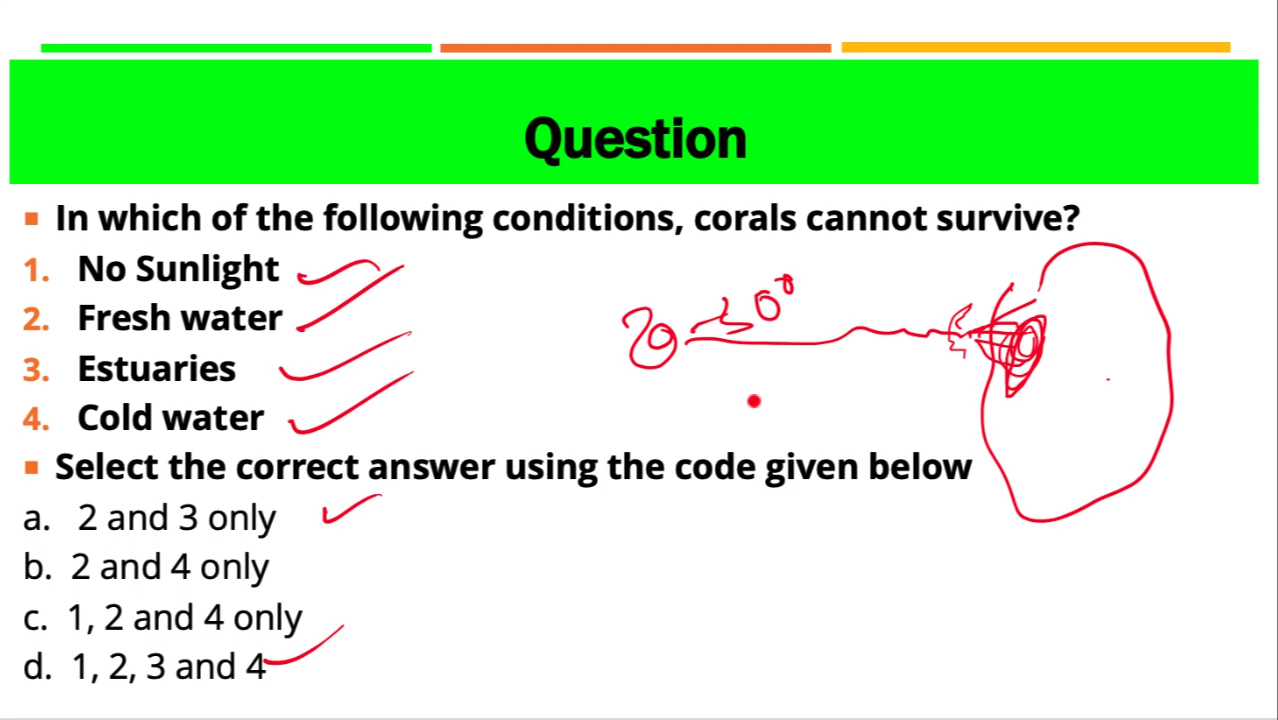 Question
In which of the following conditions, corals cannot survive?
1. No Sunlight
2. Fresh water
3. Estuaries
4. Cold water
Select the correct answer using the code given below
a. 2 and 3 only
b. 2 and 4 only
c. 1, 2 and 4 only
d. 1, 2, 3 and 4